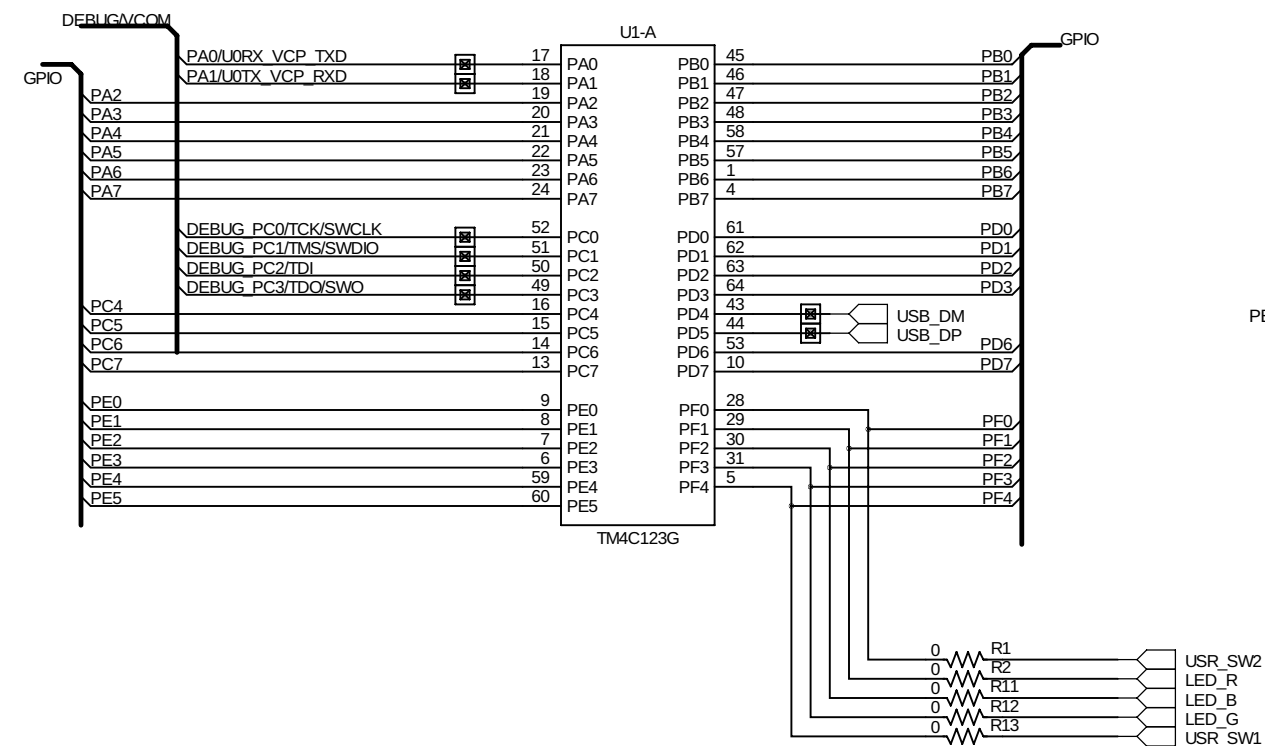 DEBUG/VCOM
U1-A
GPIO
GPIO
PA0/U0RX_VCP_TXD 17 PA0 PB0 45 PB0
PA1/U0TX_VCP_RXD 18 PA1 PB1 46 PB1
PA2 19 PA2 PB2 47 PB2
PA3 20 PA3 PB3 48 PB3
PA4 21 PA4 PB4 58 PB4
PA5 22 PA5 PB5 57 PB5
PA6 23 PA6 PB6 1 PB6
PA7 24 PA7 PB7 4 PB7
DEBUG_PC0/TCK/SWCLK 52 PC0 PD0 61 PD0
DEBUG_PC1/TMS/SWDIO 51 PC1 PD1 62 PD1
DEBUG_PC2/TDI 50 PC2 PD2 63 PD2
DEBUG_PC3/TDO/SWO 49 PC3 PD3 64 PD3
PC4 16 PC4 PD4 43 USB_DM
PC5 15 PC5 PD5 44 USB_DP
PC6 14 PC6 PD6 53 PD6
PC7 13 PC7 PD7 10 PD7
PE0 9 PE0 PF0 28
PE1 8 PE1 PF1 29 PF0
PE2 7 PE2 PF2 30 PF1
PE3 6 PE3 PF3 31 PF2
PE4 59 PE4 PF4 5 PF3
PE5 60 PE5 PF4
TM4C123G
0 R1 USR_SW2
0 R2 LED_R
0 R11 LED_B
0 R12 LED_G
0 R13 USR_SW1